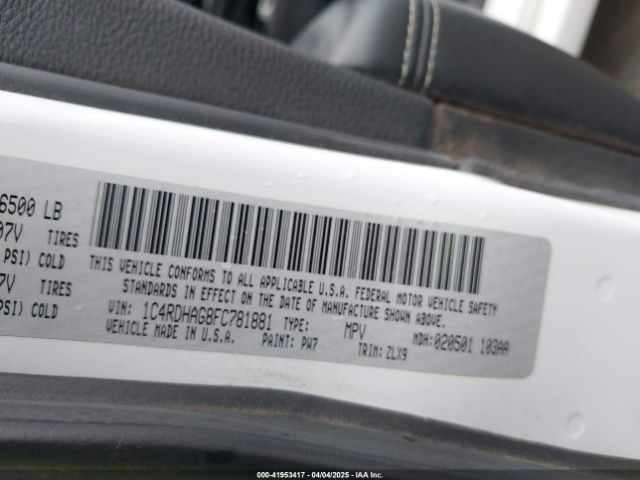 6500 LB
07V TIRES
PSI) COLD
7V TIRES
PSI) COLD
THIS VEHICLE CONFORMS TO ALL APPLICABLE U.S.A. FEDERAL MOTOR VEHICLE SAFETY
STANDARDS IN EFFECT ON THE DATE OF MANUFACTURE SHOWN ABOVE.
VIN: 1C4RDHAG8FC781881 TYPE: MPV MDH: 020501 103AA
VEHICLE MADE IN U.S.A. PAINT: PW7 TRIM: ZLX9
000-41953417 - 04/04/2025 - IAA Inc.